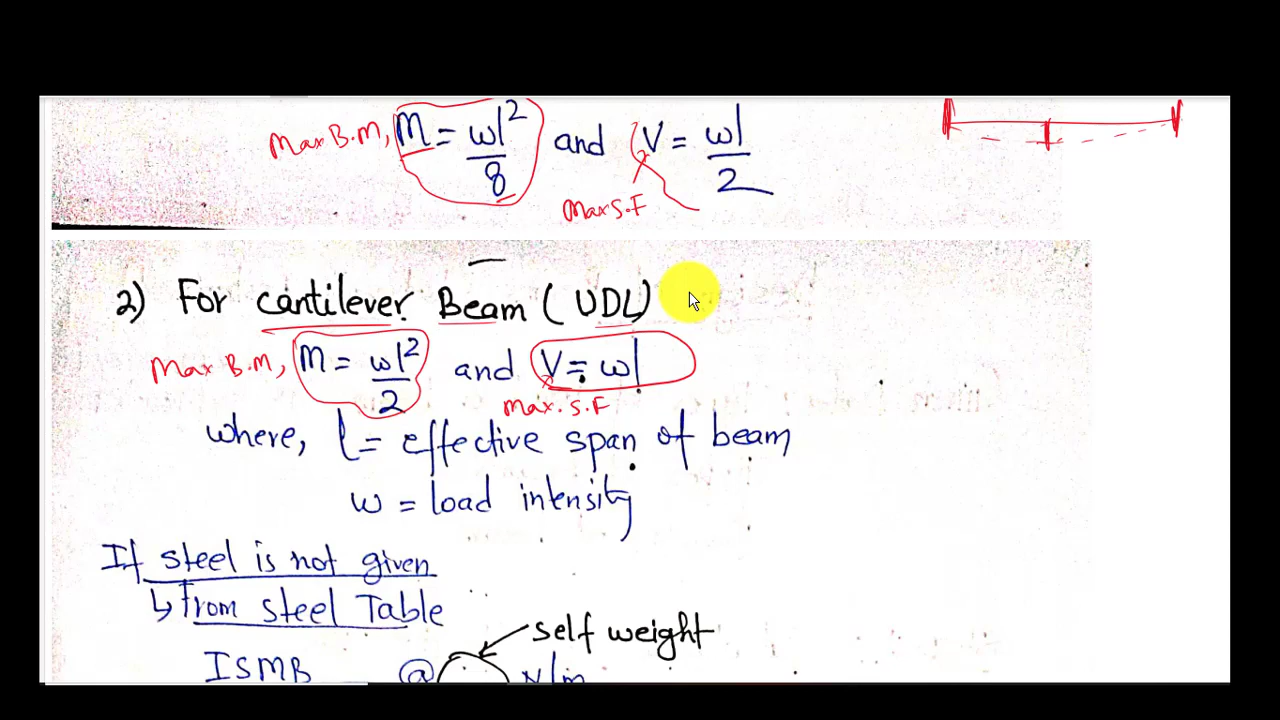 Max B.M, M = wl²/8 and V = wl/2
Max S.F
2) For cantilever Beam (UDL)
Max B.M, M = wl²/2 and V = wl
Max. S.F
where, l = effective span of beam
w = load intensity
If steel is not given
↳ From steel Table
self weight
ISMB @ N/m